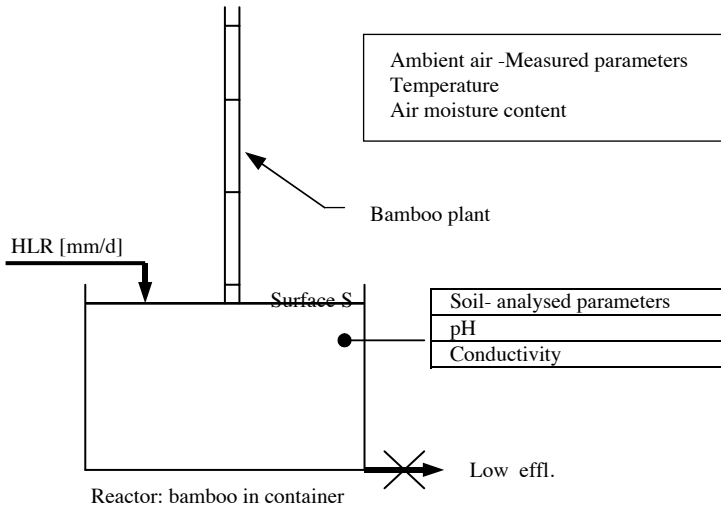 Ambient air -Measured parameters
Temperature
Air moisture content
Bamboo plant
HLR [mm/d]
Surface S
Soil- analysed parameters
pH
Conductivity
Low effl.
Reactor: bamboo in container